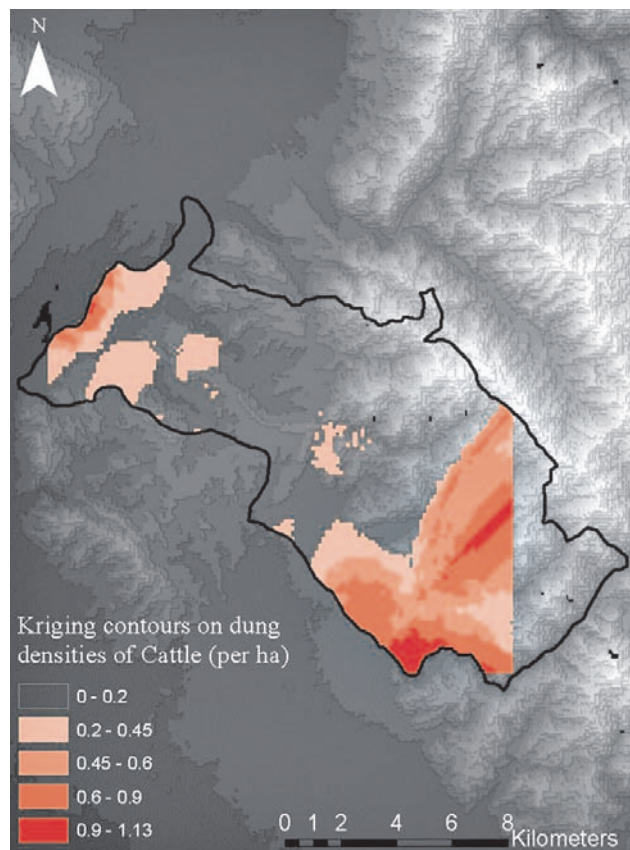 N
Kriging contours on dung
densities of Cattle (per ha)
0 - 0.2
0.2 - 0.45
0.45 - 0.6
0.6 - 0.9
0.9 - 1.13
0 1 2 4 6 8
Kilometers